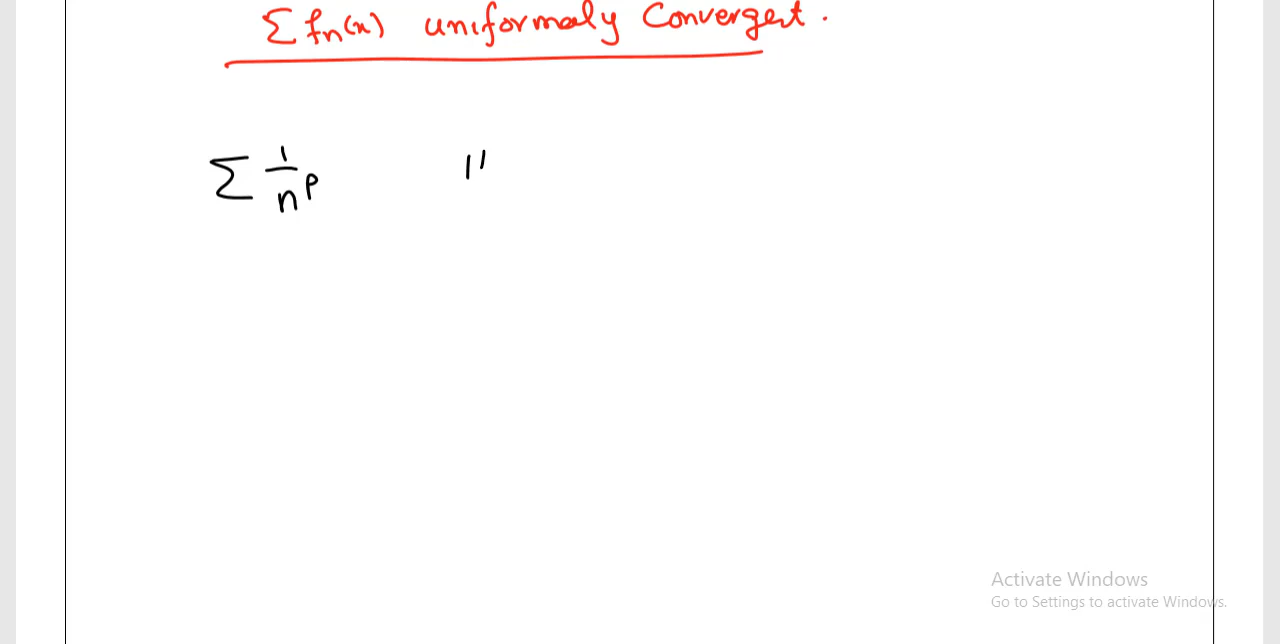 Σ fn(x) uniformaly Convergent.
Σ 1/n^p "
Activate Windows
Go to Settings to activate Windows.